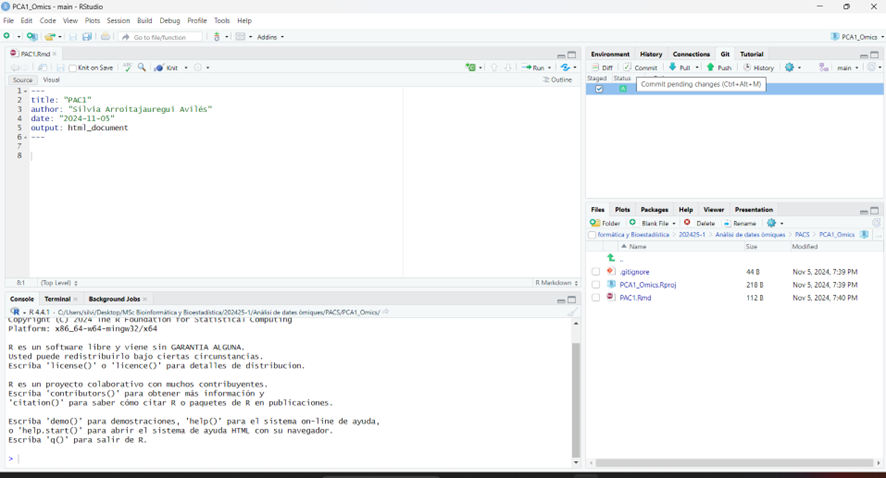 PCA1_Omics - main - RStudio
File Edit Code View Plots Session Build Debug Profile Tools Help
Go to file/function Addins PCA1_Omics
PAC1.Rmd
Knit on Save Knit Run
Source Visual Outline
1 ---
2 title: "PAC1"
3 author: "Silvia Arroitajauregui Avilés"
4 date: "2024-11-05"
5 output: html_document
6 ---
7
8
8:1 (Top Level) R Markdown
Console Terminal Background Jobs
R 4.4.1 · C:/Users/silvi/Desktop/MSc Bioinformática y Bioestadística/202425-1/Anàlisi de dates òmiques/PACS/PCA1_Omics/
Copyright (C) 2024 The R Foundation for Statistical Computing
Platform: x86_64-w64-mingw32/x64
R es un software libre y viene sin GARANTIA ALGUNA.
Usted puede redistribuirlo bajo ciertas circunstancias.
Escriba 'license()' o 'licence()' para detalles de distribucion.
R es un proyecto colaborativo con muchos contribuyentes.
Escriba 'contributors()' para obtener más información y
'citation()' para saber cómo citar R o paquetes de R en publicaciones.
Escriba 'demo()' para demostraciones, 'help()' para el sistema on-line de ayuda,
o 'help.start()' para abrir el sistema de ayuda HTML con su navegador.
Escriba 'q()' para salir de R.
>
Environment History Connections Git Tutorial
Diff Commit Pull Push History main
Staged Status
Commit pending changes (Ctrl+Alt+M)
A
Files Plots Packages Help Viewer Presentation
Folder Blank File Delete Rename
formática y Bioestadística 202425-1 Anàlisi de dates òmiques PACS PCA1_Omics ...
Name Size Modified
..
.gitignore 44 B Nov 5, 2024, 7:39 PM
PCA1_Omics.Rproj 218 B Nov 5, 2024, 7:39 PM
PAC1.Rmd 112 B Nov 5, 2024, 7:40 PM